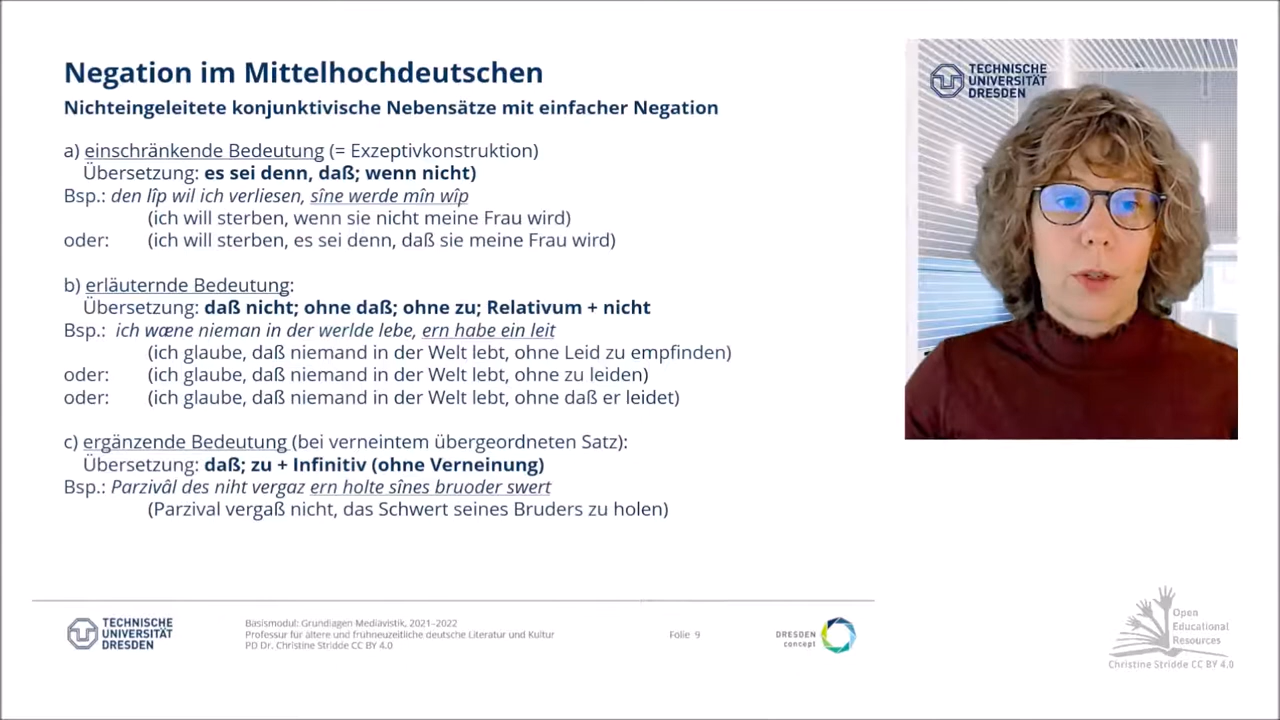 Negation im Mittelhochdeutschen
Nichteingeleitete konjunktivische Nebensätze mit einfacher Negation
a) einschränkende Bedeutung (= Exzeptivkonstruktion)
Übersetzung: es sei denn, daß; wenn nicht)
Bsp.: den lîp wil ich verliesen, sîne werde mîn wîp
(ich will sterben, wenn sie nicht meine Frau wird)
oder: (ich will sterben, es sei denn, daß sie meine Frau wird)
b) erläuternde Bedeutung:
Übersetzung: daß nicht; ohne daß; ohne zu; Relativum + nicht
Bsp.: ich wæne nieman in der werlde lebe, ern habe ein leit
(ich glaube, daß niemand in der Welt lebt, ohne Leid zu empfinden)
oder: (ich glaube, daß niemand in der Welt lebt, ohne zu leiden)
oder: (ich glaube, daß niemand in der Welt lebt, ohne daß er leidet)
c) ergänzende Bedeutung (bei verneintem übergeordneten Satz):
Übersetzung: daß; zu + Infinitiv (ohne Verneinung)
Bsp.: Parzivâl des niht vergaz ern holte sînes bruoder swert
(Parzival vergaß nicht, das Schwert seines Bruders zu holen)
TECHNISCHE
UNIVERSITÄT
DRESDEN
TECHNISCHE
UNIVERSITÄT
DRESDEN
Basismodul: Grundlagen Mediävistik, 2021–2022
Professur für ältere und frühneuzeitliche deutsche Literatur und Kultur
PD Dr. Christine Stridde CC BY 4.0
Folie 9
DRESDEN
concept
Open
Educational
Resources
Christine Stridde CC BY 4.0